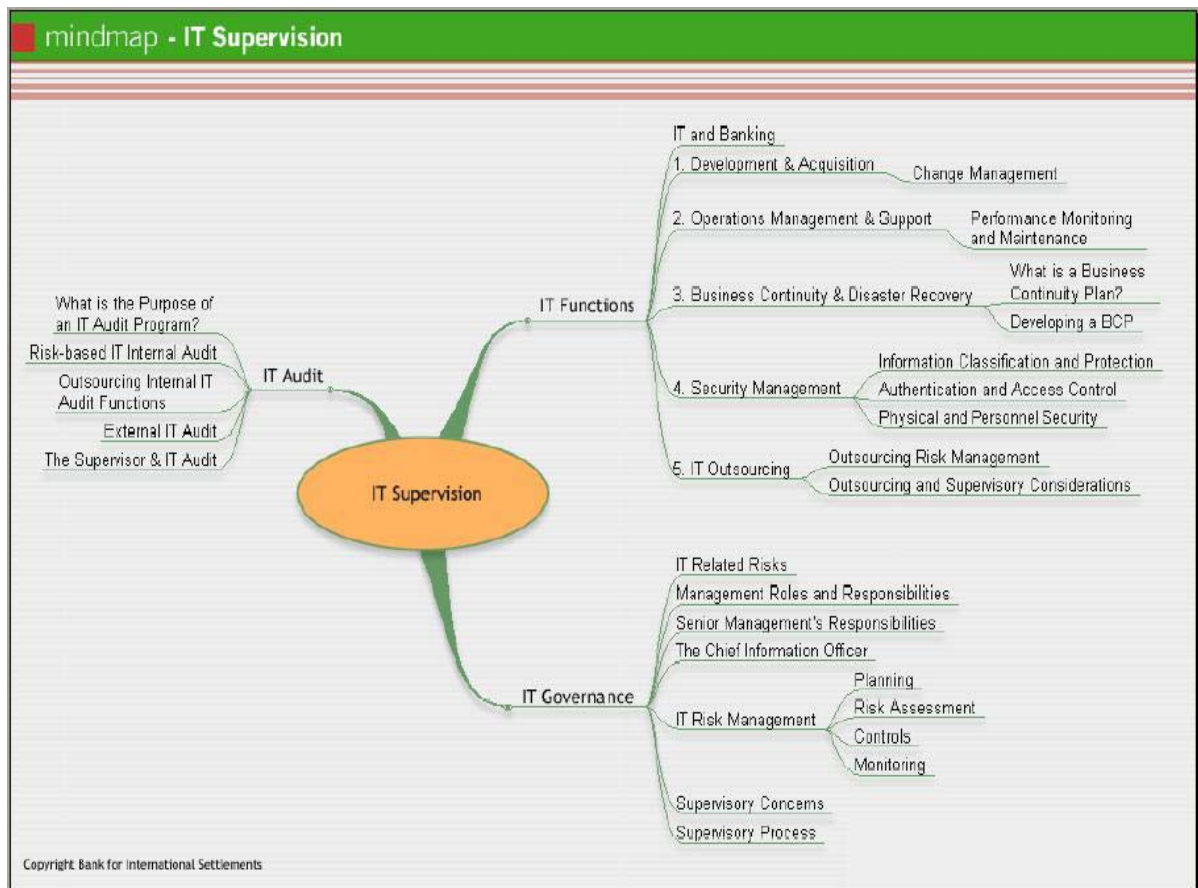 mindmap - IT Supervision
IT and Banking
1. Development & Acquisition
Change Management
2. Operations Management & Support
Performance Monitoring
and Maintenance
What is a Business
Continuity Plan?
3. Business Continuity & Disaster Recovery
Developing a BCP
IT Functions
Information Classification and Protection
4. Security Management
Authentication and Access Control
Physical and Personnel Security
Outsourcing Risk Management
5. IT Outsourcing
Outsourcing and Supervisory Considerations
What is the Purpose of
an IT Audit Program?
Risk-based IT Internal Audit
IT Audit
Outsourcing Internal IT
Audit Functions
External IT Audit
The Supervisor & IT Audit
IT Supervision
IT Related Risks
Management Roles and Responsibilities
Senior Management's Responsibilities
The Chief Information Officer
IT Governance
Planning
Risk Assessment
IT Risk Management
Controls
Monitoring
Supervisory Concerns
Supervisory Process
Copyright Bank for International Settlements